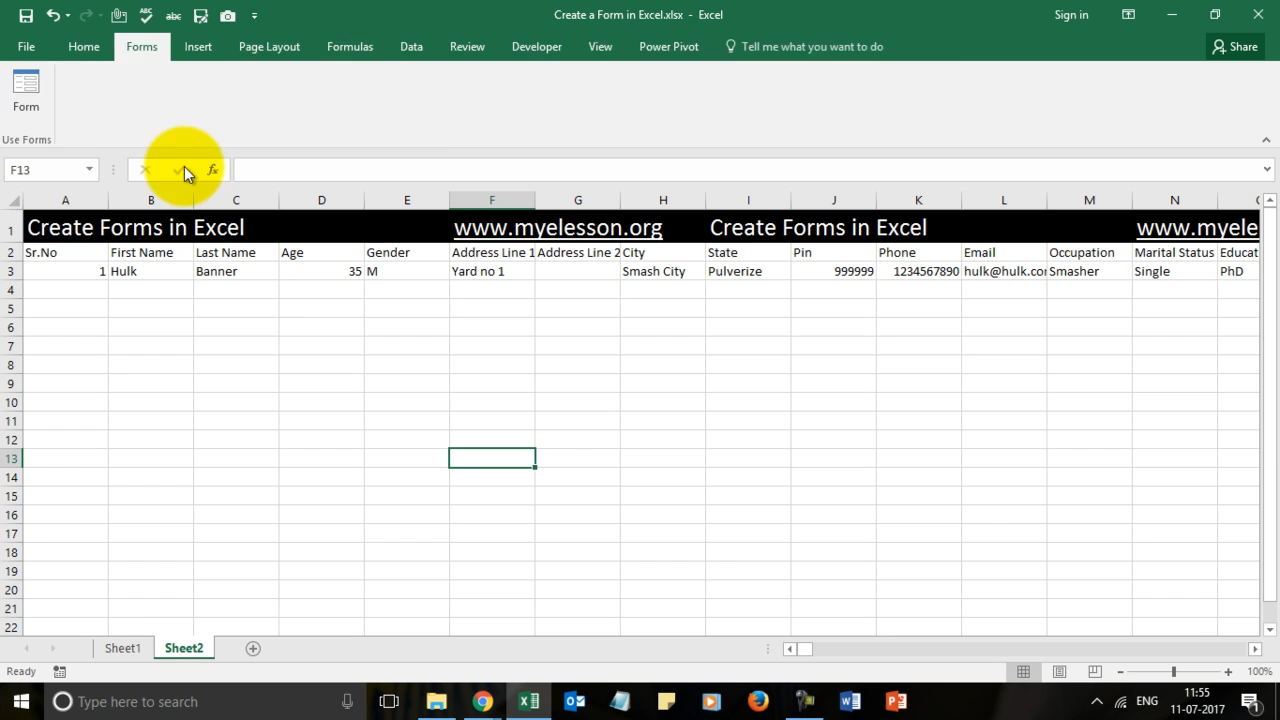 Create a Form in Excel.xlsx - Excel
Sign in
File Home Forms Insert Page Layout Formulas Data Review Developer View Power Pivot Tell me what you want to do Share
Form
Use Forms
F13 fx
A B C D E F G H I J K L M N
1 Create Forms in Excel www.myelesson.org Create Forms in Excel www.myele
2 Sr.No First Name Last Name Age Gender Address Line 1 Address Line 2 City State Pin Phone Email Occupation Marital Status Educat
3 1 Hulk Banner 35 M Yard no 1 Smash City Pulverize 999999 1234567890 hulk@hulk.co Smasher Single PhD
4
5
6
7
8
9
10
11
12
13
14
15
16
17
18
19
20
21
22
Sheet1 Sheet2
Ready 100%
Type here to search ENG 11:55
11-07-2017